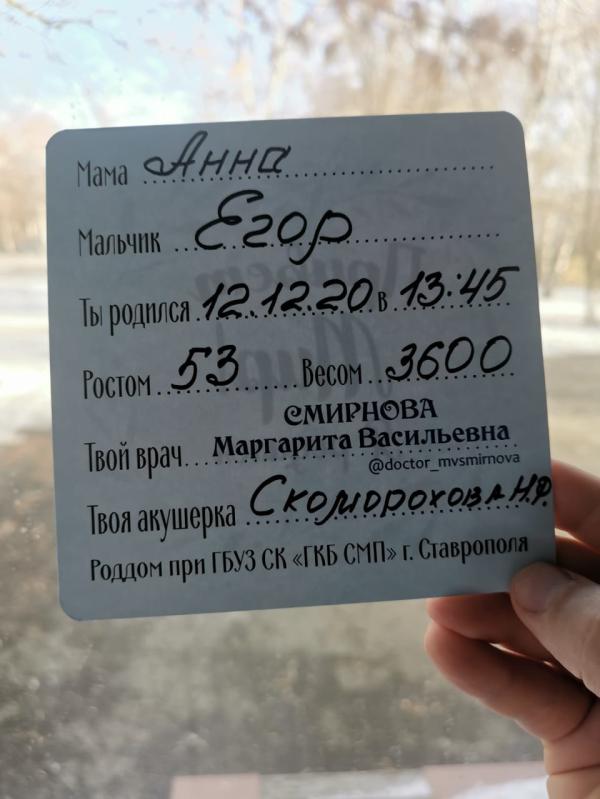 Мама Анна
Мальчик Егор
Ты родился 12.12.20 в 13:45
Ростом 53 Весом 3600
СМИРНОВА
Твой врач Маргарита Васильевна
@doctor_mvsmirnova
Твоя акушерка Скоморохова Н.Ф.
Роддом при ГБУЗ СК «ГКБ СМП» г. Ставрополя